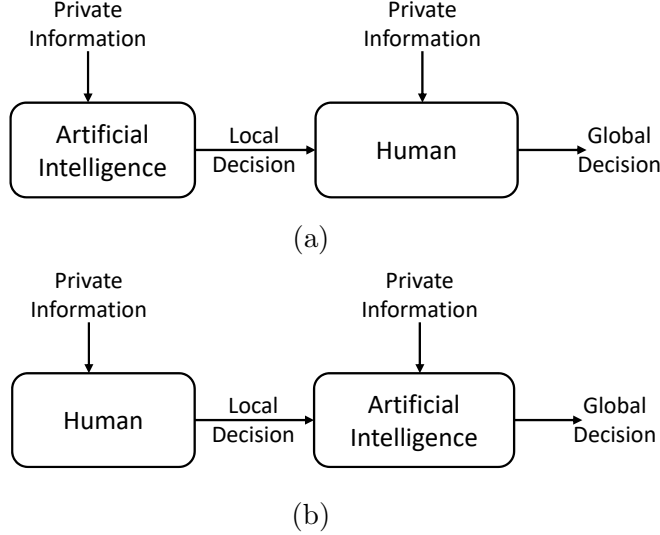 Private
Information
Private
Information
Artificial
Intelligence
Local
Decision
Human
Global
Decision
(a)
Private
Information
Private
Information
Human
Local
Decision
Artificial
Intelligence
Global
Decision
(b)